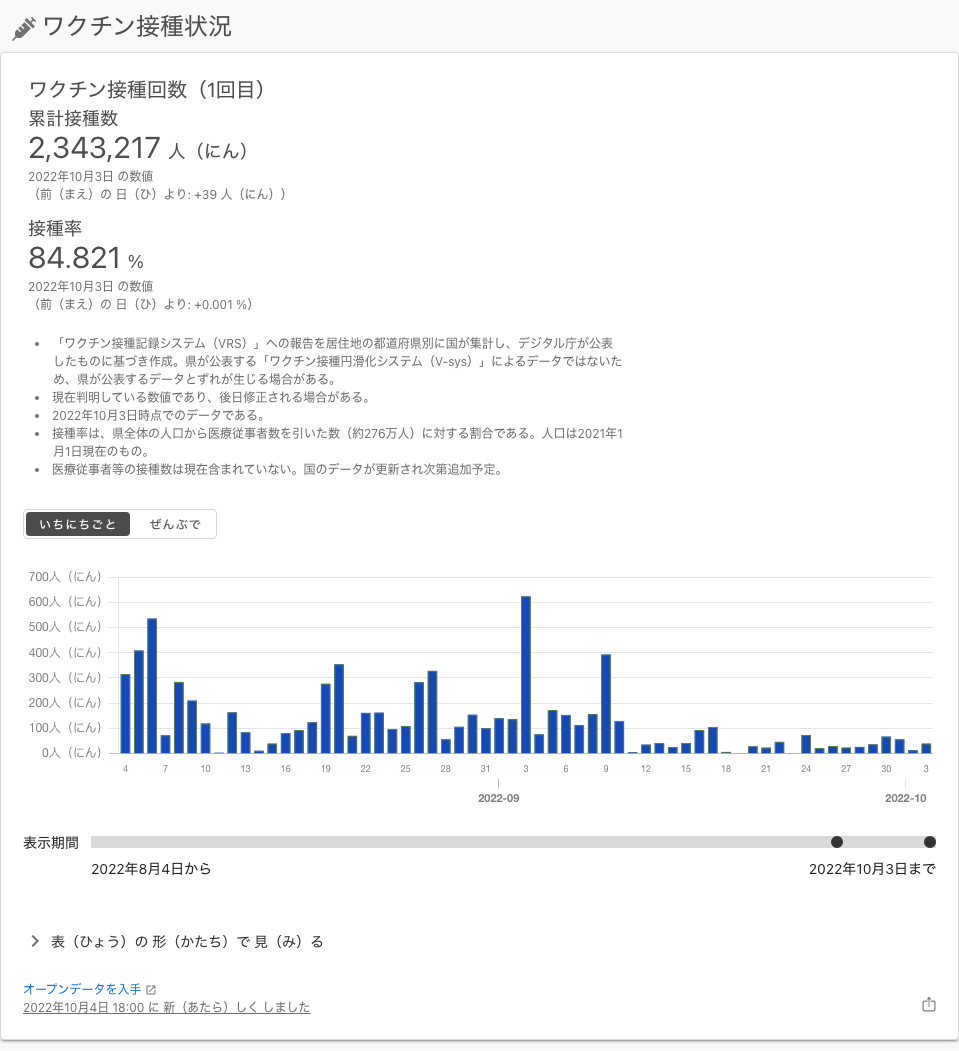 ワクチン接種状況
ワクチン接種回数（1回目）
累計接種数
2,343,217 人（にん）
2022年10月3日 の数値
（前（まえ）の 日（ひ）より: +39 人（にん））
接種率
84.821 %
2022年10月3日 の数値
（前（まえ）の 日（ひ）より: +0.001 %）
• 「ワクチン接種記録システム（VRS）」への報告を居住地の都道府県別に国が集計し、デジタル庁が公表
したものに基づき作成。県が公表する「ワクチン接種円滑化システム（V-sys）」によるデータではないた
め、県が公表するデータとずれが生じる場合がある。
• 現在判明している数値であり、後日修正される場合がある。
• 2022年10月3日時点でのデータである。
• 接種率は、県全体の人口から医療従事者数を引いた数（約276万人）に対する割合である。人口は2021年1
月1日現在のもの。
• 医療従事者等の接種数は現在含まれていない。国のデータが更新され次第追加予定。
いちにちごと ぜんぶで
700人（にん）
600人（にん）
500人（にん）
400人（にん）
300人（にん）
200人（にん）
100人（にん）
0人（にん）
4 7 10 13 16 19 22 25 28 31 3 6 9 12 15 18 21 24 27 30 3
2022-09 2022-10
表示期間
2022年8月4日から 2022年10月3日まで
表（ひょう）の 形（かたち）で 見（み）る
オープンデータを入手
2022年10月4日 18:00 に 新（あたら）しく しました